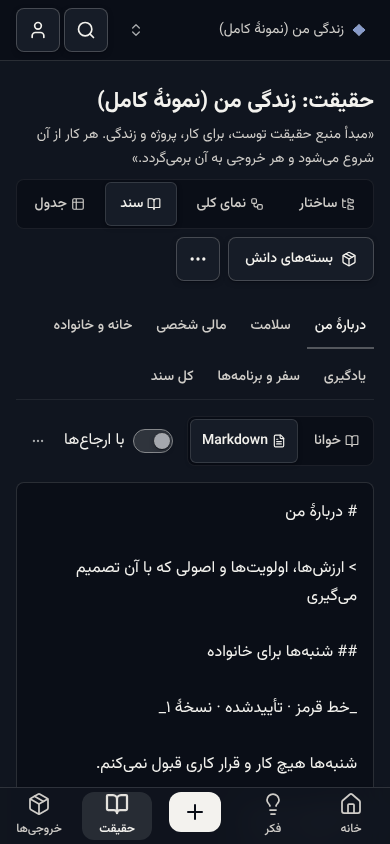 زندگی من (نمونهٔ کامل)
حقیقت: زندگی من (نمونهٔ کامل)
«مبدأ منبع حقیقت توست، برای کار، پروژه و زندگی. هر کار از آن
شروع می‌شود و هر خروجی به آن برمی‌گردد.»
ساختار
نمای کلی
سند
جدول
بسته‌های دانش
دربارهٔ من
سلامت
مالی شخصی
خانه و خانواده
یادگیری
سفر و برنامه‌ها
کل سند
خوانا
Markdown
با ارجاع‌ها
# دربارهٔ من
> ارزش‌ها، اولویت‌ها و اصولی که با آن تصمیم
می‌گیری
## شنبه‌ها برای خانواده
_خط قرمز · تأییدشده · نسخهٔ ۱_
شنبه‌ها هیچ کار و قرار کاری قبول نمی‌کنم.
خانه
فکر
حقیقت
خروجی‌ها